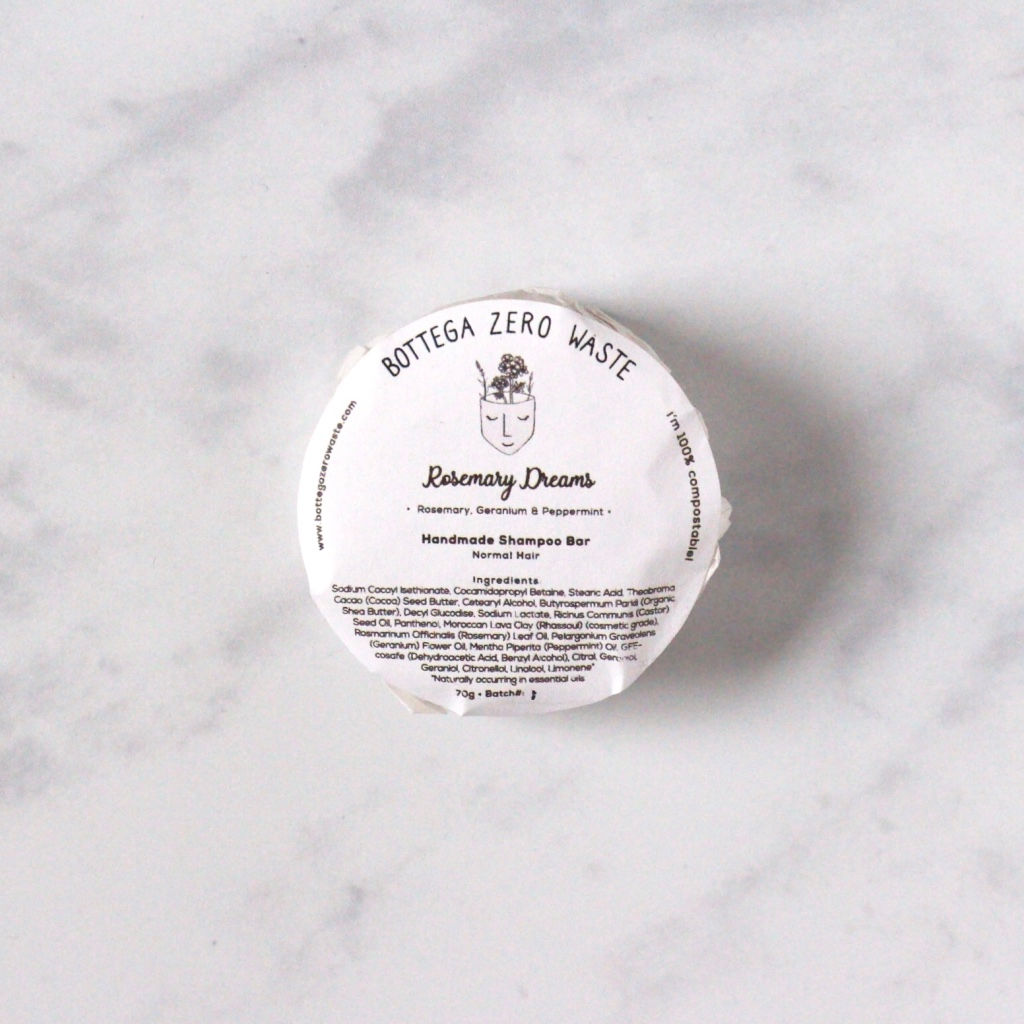 BOTTEGA ZERO WASTE
www.bottegazerowaste.com
I'm 100% compostable!
Rosemary Dreams
• Rosemary, Geranium & Peppermint •
Handmade Shampoo Bar
Normal Hair
Ingredients
Sodium Cocoyl Isethionate, Cocamidopropyl Betaine, Stearic Acid, Theobroma
Cacao (Cocoa) Seed Butter, Cetearyl Alcohol, Butyrospermum Parkii (Organic
Shea Butter), Decyl Glucodise, Sodium Lactate, Ricinus Communis (Castor)
Seed Oil, Panthenol, Moroccan Lava Clay (Rhassoul) (cosmetic grade),
Rosmarinum Officinalis (Rosemary) Leaf Oil, Pelargonium Graveolens
(Geranium) Flower Oil, Mentha Piperita (Peppermint) Oil, GFE-
cosafe (Dehydroacetic Acid, Benzyl Alcohol), Citral,
Geraniol, Citronellol, Linalool, Limonene*
*Naturally occurring in essential oils
70g • Batch#: